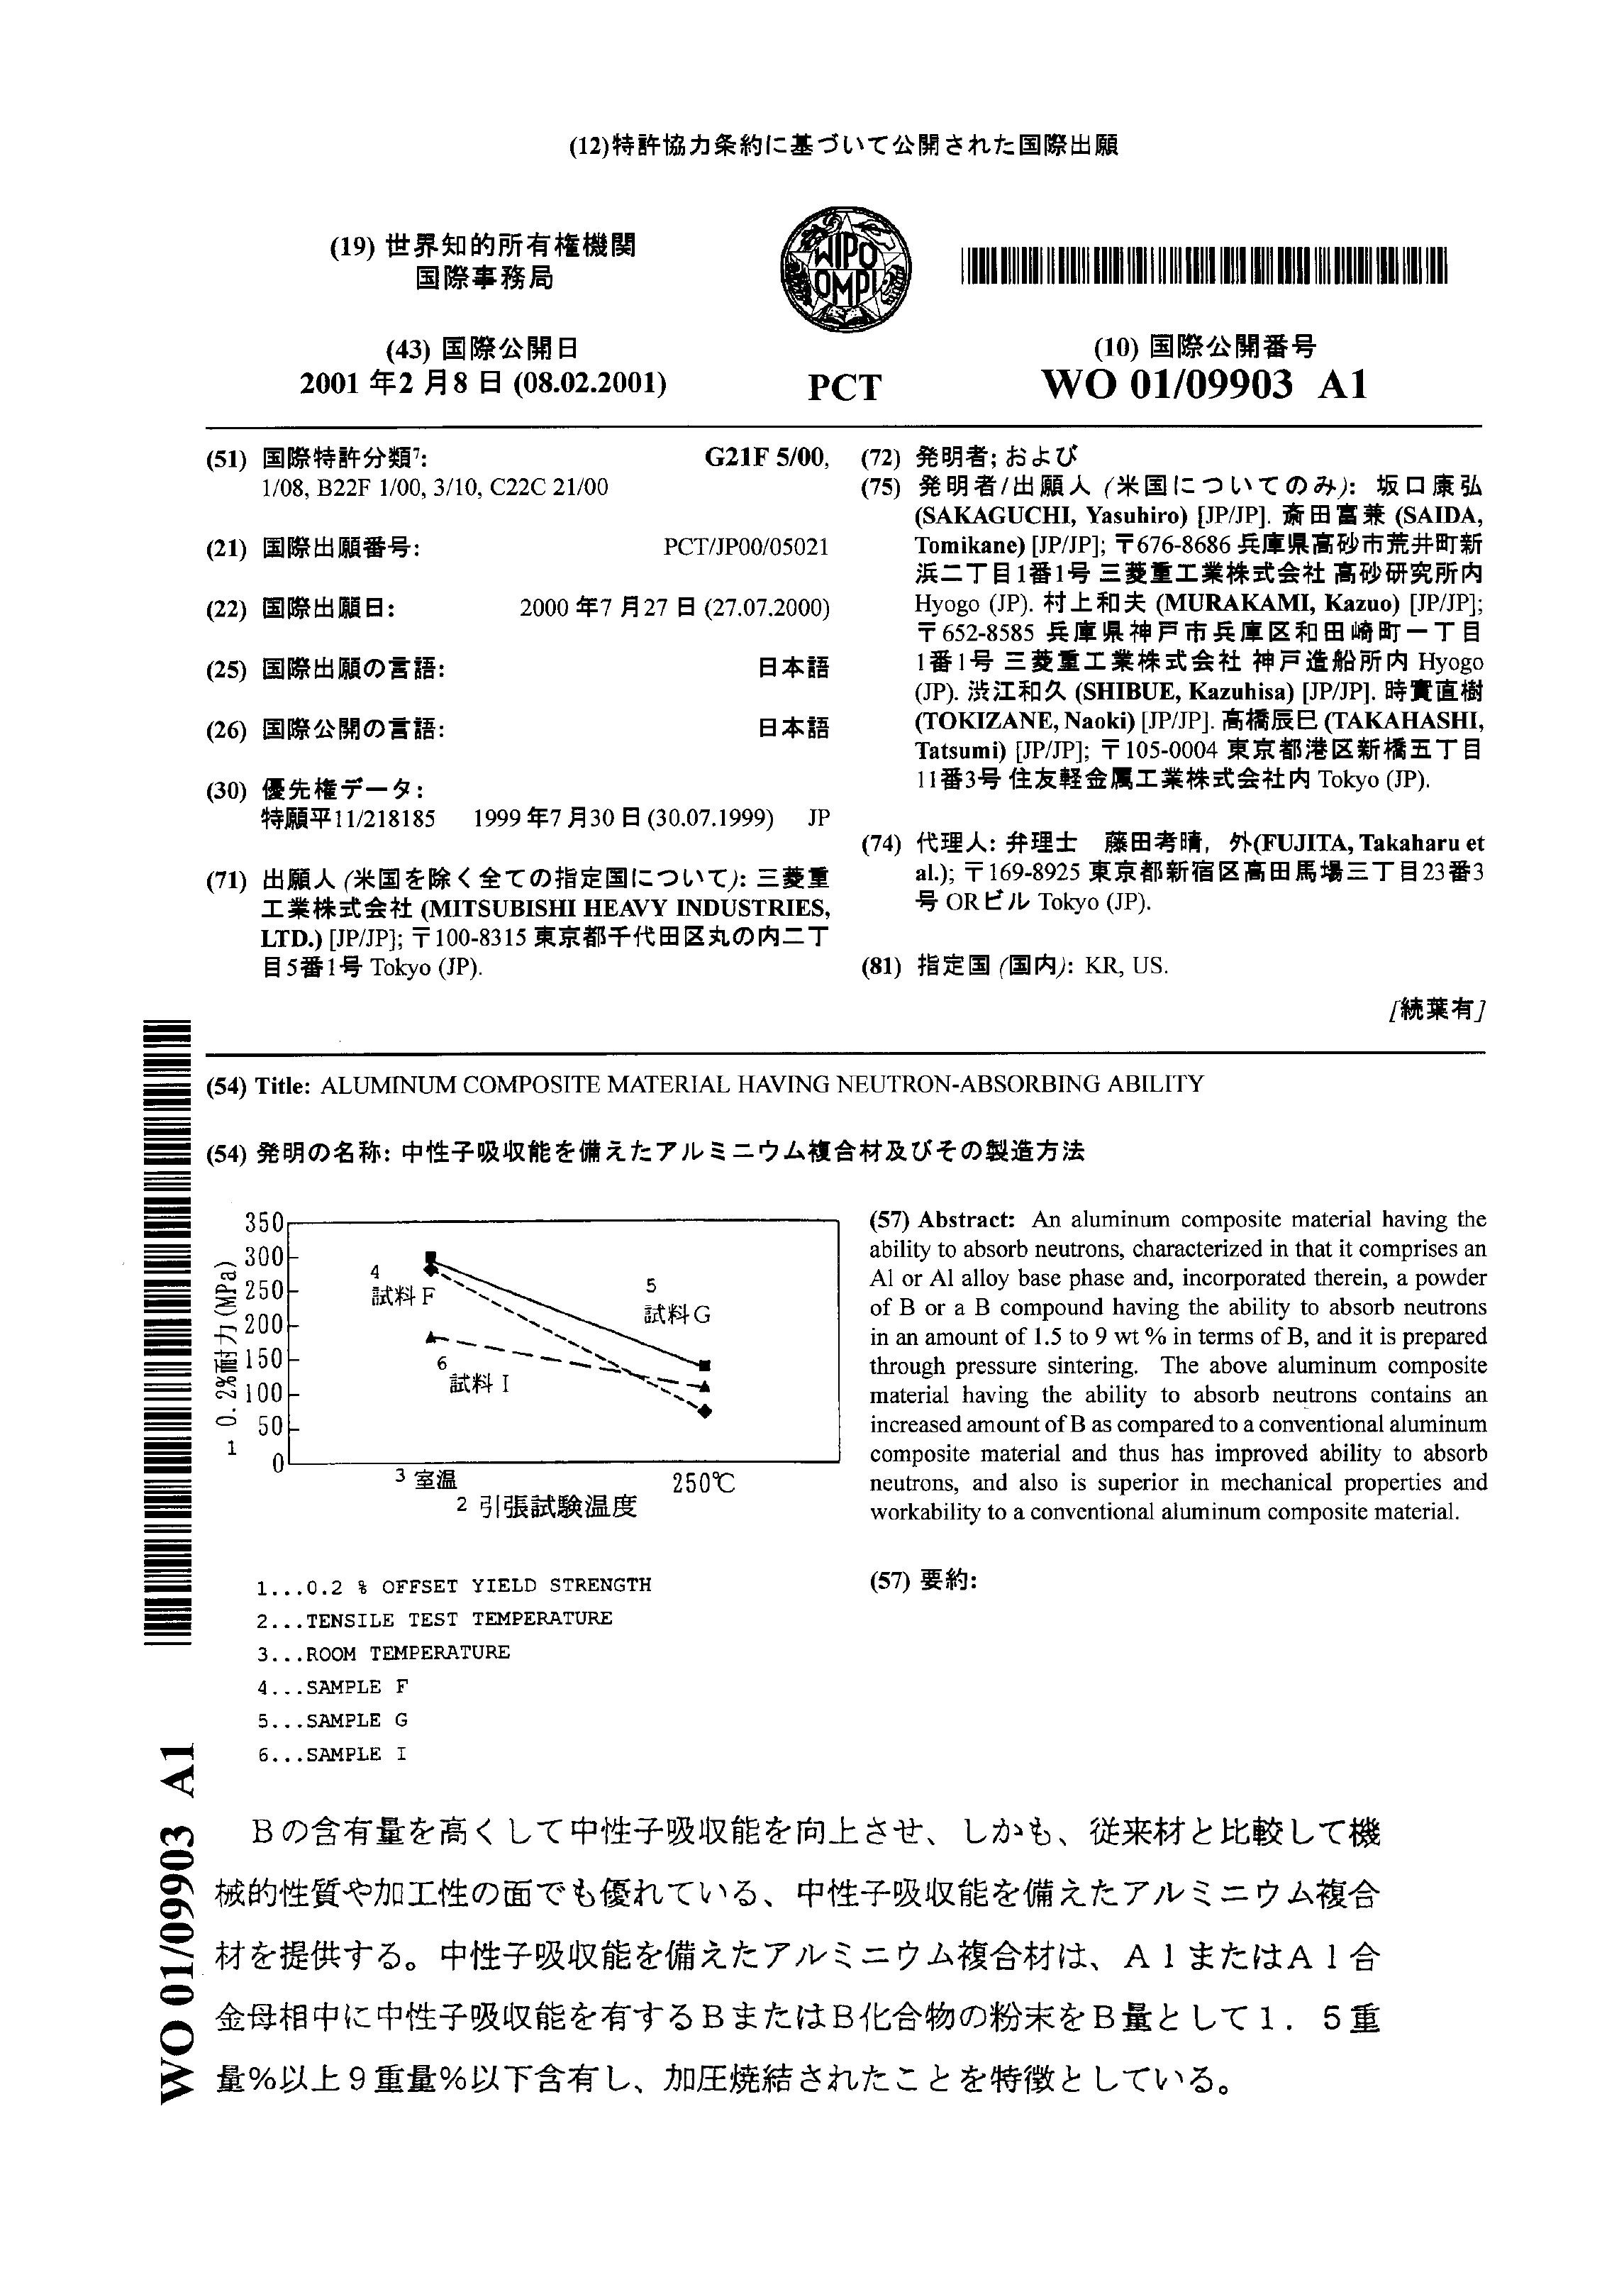 (12)特許協力条約に基づいて公開された国際出願
(19) 世界知的所有権機関
国際事務局
WIPO
OMPI
(43) 国際公開日
2001 年2 月8 日 (08.02.2001)
PCT
(10) 国際公開番号
WO 01/09903 A1
(51) 国際特許分類7: G21F 5/00,
1/08, B22F 1/00, 3/10, C22C 21/00
(21) 国際出願番号: PCT/JP00/05021
(22) 国際出願日: 2000 年7 月27 日 (27.07.2000)
(25) 国際出願の言語: 日本語
(26) 国際公開の言語: 日本語
(30) 優先権データ:
特願平11/218185 1999 年7 月30 日 (30.07.1999) JP
(71) 出願人 (米国を除く全ての指定国について): 三菱重
工業株式会社 (MITSUBISHI HEAVY INDUSTRIES,
LTD.) [JP/JP]; 〒100-8315 東京都千代田区丸の内二丁
目5番1号 Tokyo (JP).
(72) 発明者; および
(75) 発明者/出願人 (米国についてのみ): 坂口康弘
(SAKAGUCHI, Yasuhiro) [JP/JP]. 斎田富兼 (SAIDA,
Tomikane) [JP/JP]; 〒676-8686 兵庫県高砂市荒井町新
浜二丁目1番1号 三菱重工業株式会社 高砂研究所内
Hyogo (JP). 村上和夫 (MURAKAMI, Kazuo) [JP/JP];
〒652-8585 兵庫県神戸市兵庫区和田崎町一丁目
1番1号 三菱重工業株式会社 神戸造船所内 Hyogo
(JP). 渋江和久 (SHIBUE, Kazuhisa) [JP/JP]. 時實直樹
(TOKIZANE, Naoki) [JP/JP]. 高橋辰巳 (TAKAHASHI,
Tatsumi) [JP/JP]; 〒105-0004 東京都港区新橋五丁目
11番3号 住友軽金属工業株式会社内 Tokyo (JP).
(74) 代理人: 弁理士 藤田考晴, 外(FUJITA, Takaharu et
al.); 〒169-8925 東京都新宿区高田馬場三丁目23番3
号 ORビル Tokyo (JP).
(81) 指定国 (国内): KR, US.
[続葉有]
(54) Title: ALUMINUM COMPOSITE MATERIAL HAVING NEUTRON-ABSORBING ABILITY
(54) 発明の名称: 中性子吸収能を備えたアルミニウム複合材及びその製造方法
1 0.2%耐力(MPa)
350
300
250
200
150
100
50
0
4
試料 F
5
試料 G
6
試料 I
3 室温
250℃
2 引張試験温度
1...0.2 % OFFSET YIELD STRENGTH
2...TENSILE TEST TEMPERATURE
3...ROOM TEMPERATURE
4...SAMPLE F
5...SAMPLE G
6...SAMPLE I
(57) Abstract: An aluminum composite material having the
ability to absorb neutrons, characterized in that it comprises an
Al or Al alloy base phase and, incorporated therein, a powder
of B or a B compound having the ability to absorb neutrons
in an amount of 1.5 to 9 wt % in terms of B, and it is prepared
through pressure sintering. The above aluminum composite
material having the ability to absorb neutrons contains an
increased amount of B as compared to a conventional aluminum
composite material and thus has improved ability to absorb
neutrons, and also is superior in mechanical properties and
workability to a conventional aluminum composite material.
(57) 要約:
Bの含有量を高くして中性子吸収能を向上させ、しかも、従来材と比較して機
械的性質や加工性の面でも優れている、中性子吸収能を備えたアルミニウム複合
材を提供する。中性子吸収能を備えたアルミニウム複合材は、AlまたはAl合
金母相中に中性子吸収能を有するBまたはB化合物の粉末をB量として1.5重
量%以上9重量%以下含有し、加圧焼結されたことを特徴としている。
WO 01/09903 A1